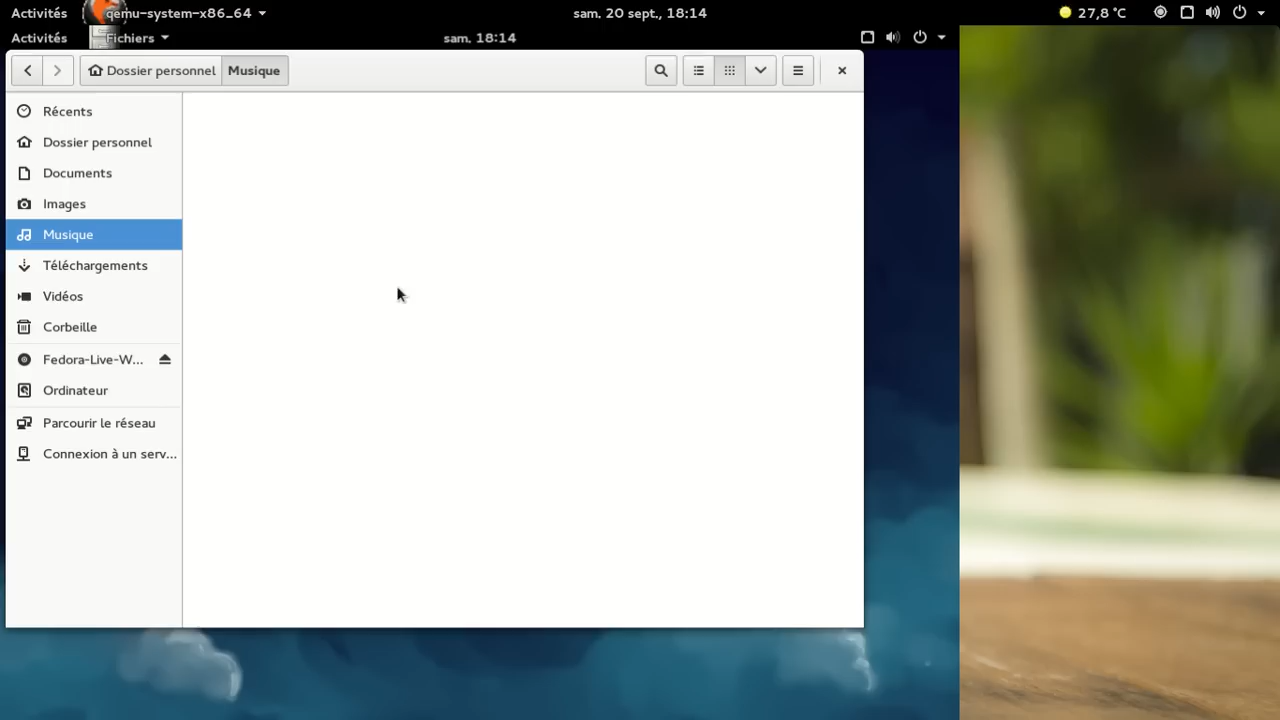 Activités qemu-system-x86_64 sam. 20 sept., 18:14 27,8 °C
Activités Fichiers sam. 18:14
Dossier personnel Musique
Récents
Dossier personnel
Documents
Images
Musique
Téléchargements
Vidéos
Corbeille
Fedora-Live-W...
Ordinateur
Parcourir le réseau
Connexion à un serv...